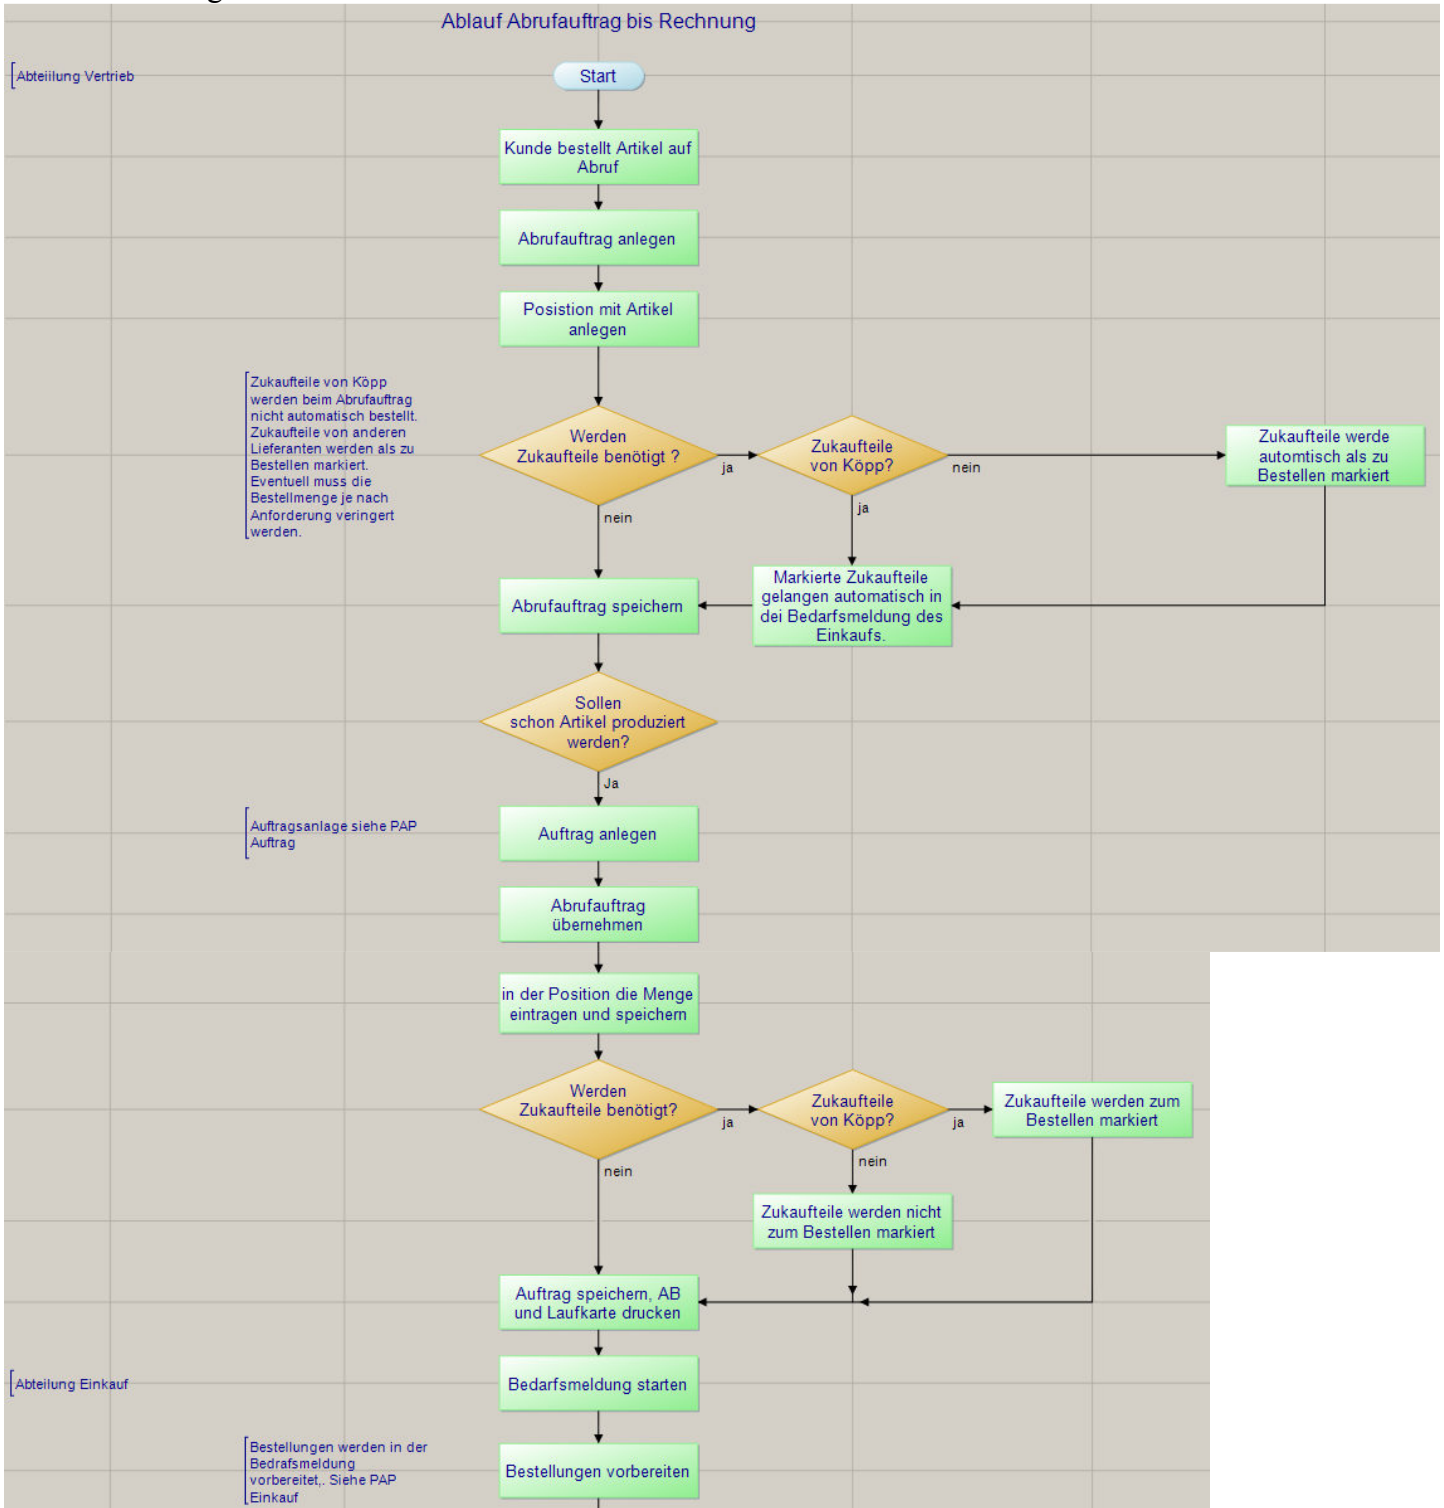 Ablauf Abrufauftrag bis Rechnung
Abteiilung Vertrieb
Start
Kunde bestellt Artikel auf
Abruf
Abrufauftrag anlegen
Posistion mit Artikel
anlegen
Zukaufteile von Köpp
werden beim Abrufauftrag
nicht automatisch bestellt.
Zukaufteile von anderen
Lieferanten werden als zu
Bestellen markiert.
Eventuell muss die
Bestellmenge je nach
Anforderung veringert
werden.
Werden
Zukaufteile benötigt ?
ja
nein
Zukaufteile
von Köpp?
nein
ja
Zukaufteile werde
automtisch als zu
Bestellen markiert
Abrufauftrag speichern
Markierte Zukaufteile
gelangen automatisch in
dei Bedarfsmeldung des
Einkaufs.
Sollen
schon Artikel produziert
werden?
Ja
Auftragsanlage siehe PAP
Auftrag
Auftrag anlegen
Abrufauftrag
übernehmen
in der Position die Menge
eintragen und speichern
Werden
Zukaufteile benötigt?
ja
nein
Zukaufteile
von Köpp?
ja
nein
Zukaufteile werden zum
Bestellen markiert
Zukaufteile werden nicht
zum Bestellen markiert
Auftrag speichern, AB
und Laufkarte drucken
Abteilung Einkauf
Bedarfsmeldung starten
Bestellungen werden in der
Bedrafsmeldung
vorbereitet,. Siehe PAP
Einkauf
Bestellungen vorbereiten